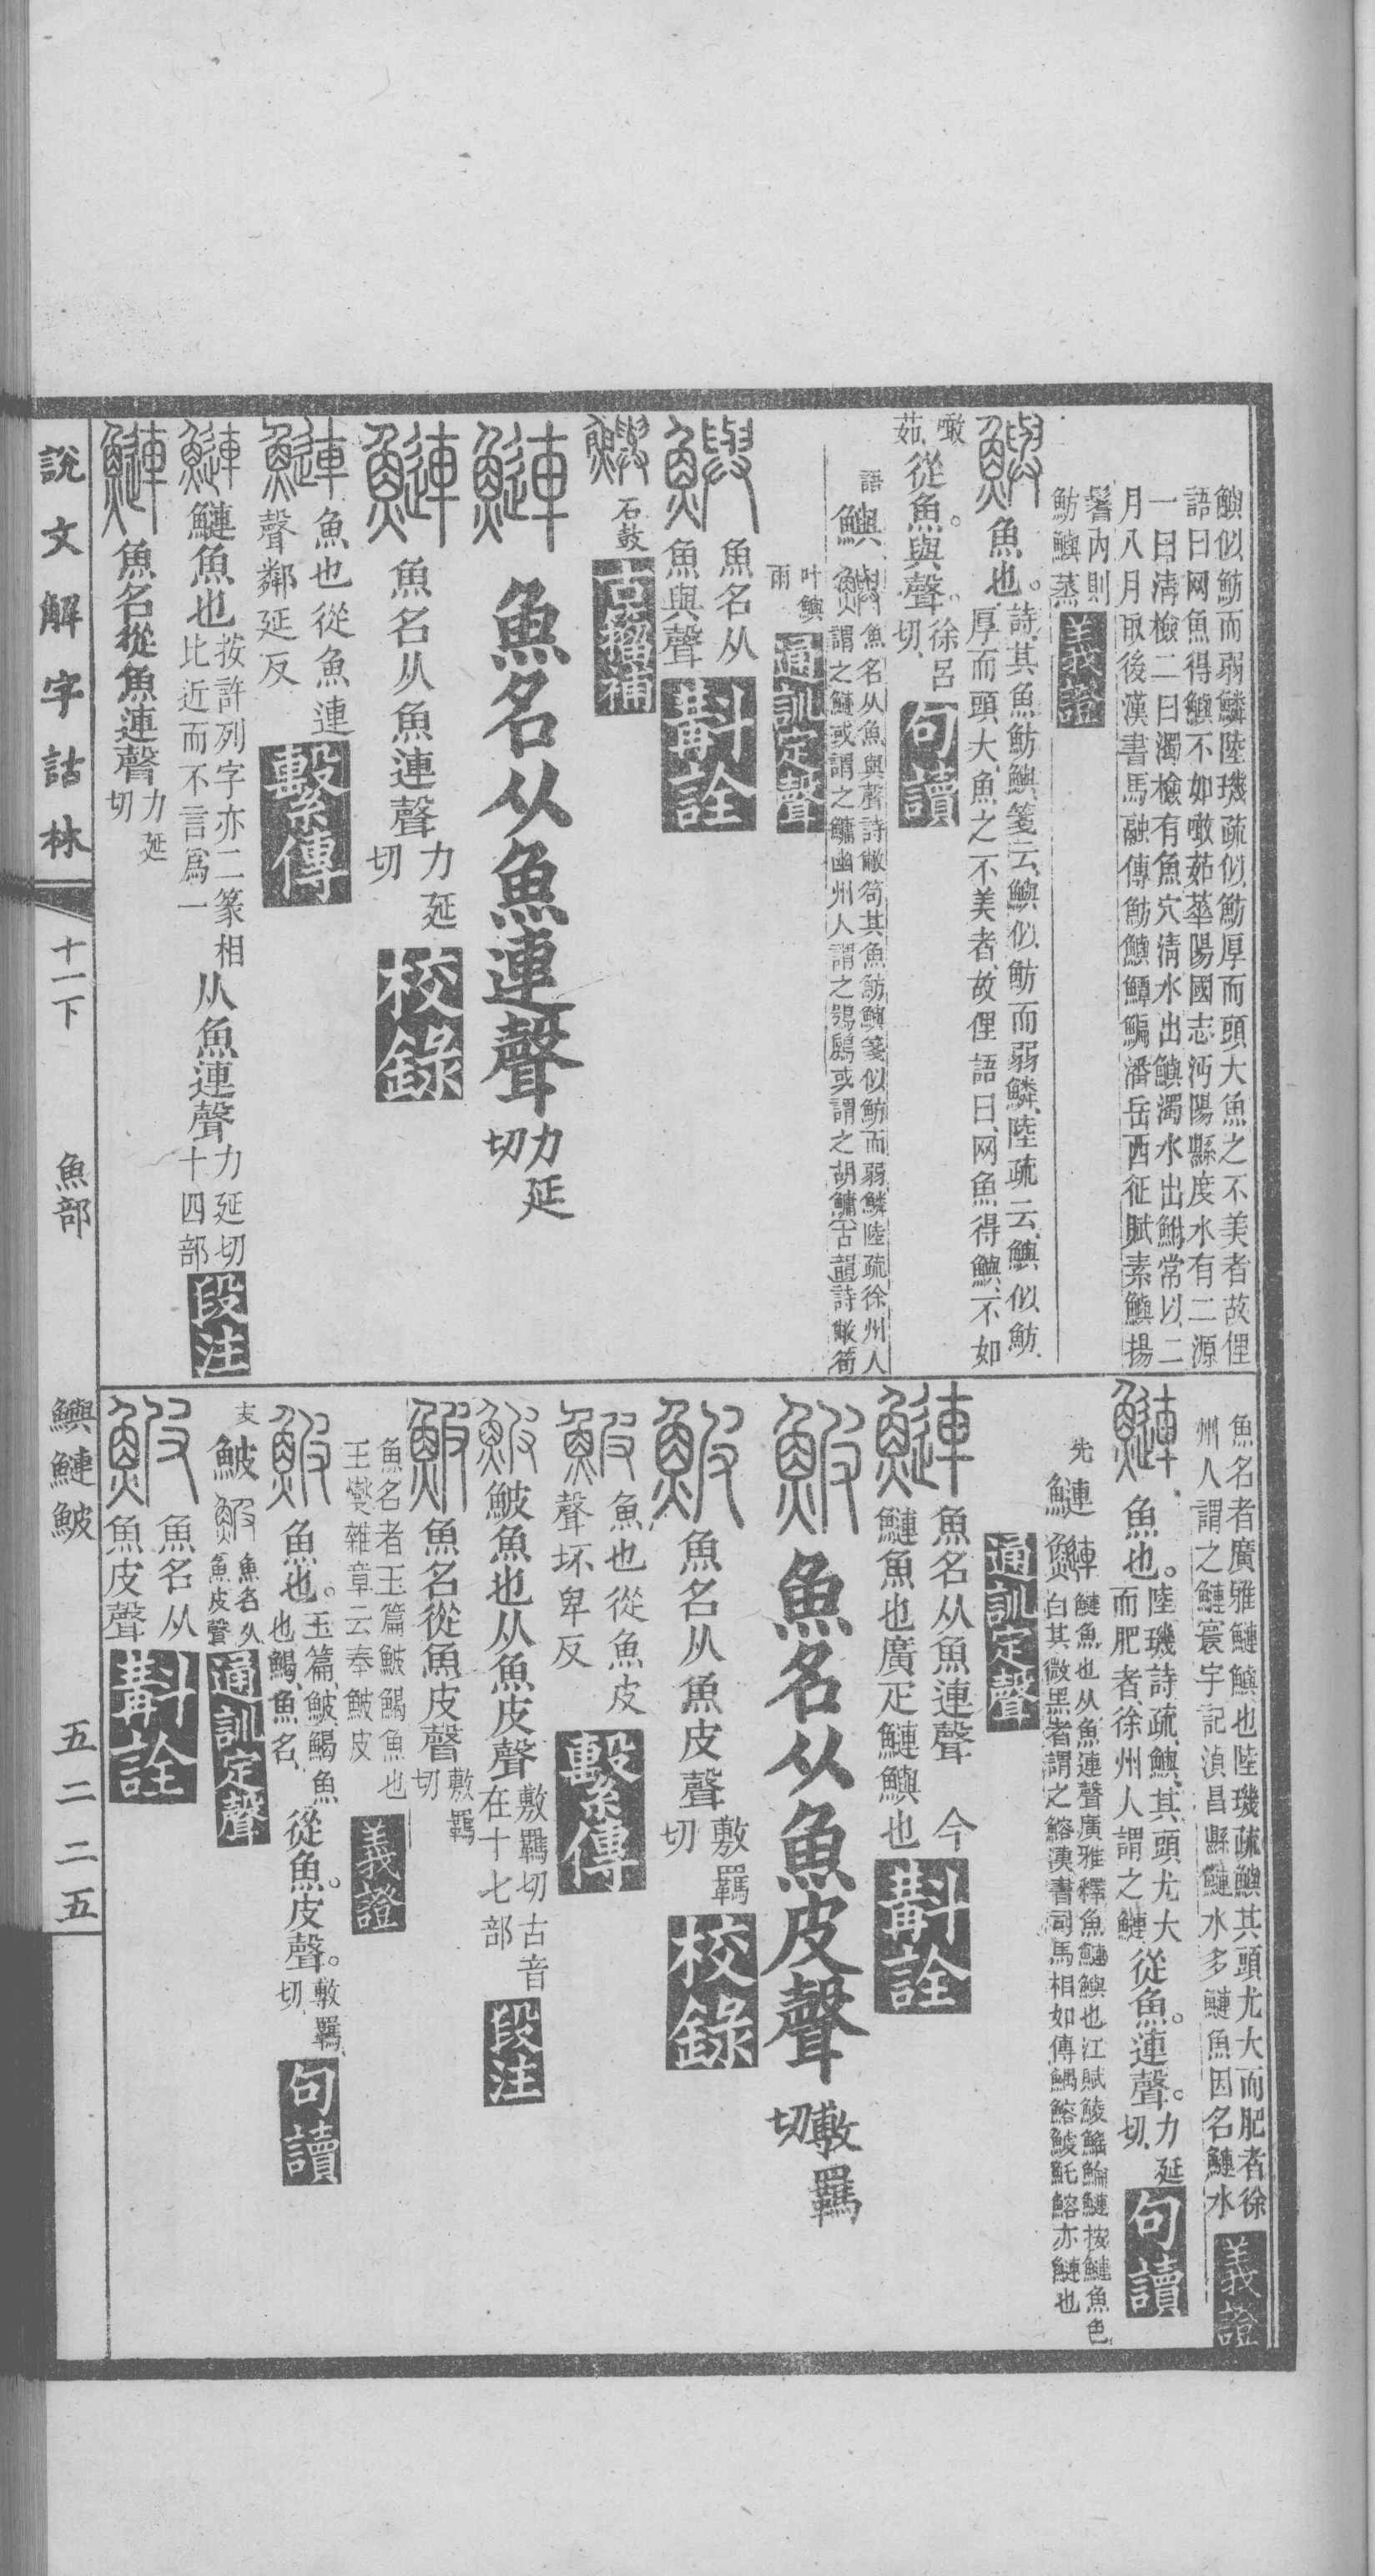 鱮似魴而弱鱗陸璣疏似魴厚而頭大魚之不美者故俚
語曰网魚得鱮不如噉茹華陽國志沔陽縣度水有二源
一曰清檢二曰濁檢有魚穴清水出鱮濁水出鮒常以二
月八月取後漢書馬融傳魴鱮鱏鯿潘岳西征賦素鱮揚
鬐內則
魴鱮烝
義證
鱮魚也。詩、其魚魴鱮、箋云、鱮似魴而弱鱗、陸疏云、鱮似魴、
厚而頭大、魚之不美者、故俚語曰、网魚得鱮、不如
噉
茹、
從魚。與聲。徐呂
切、
句讀
語
鱮
鱮魚名从魚與聲詩敝笱其魚魴鱮箋似魴而弱鱗陸疏徐州人
謂之鰱或謂之鱅幽州人謂之鴞鷉或謂之胡鱅〔古韻〕詩敝笱
叶鱮
雨
通訓定聲
鱮魚名从
魚與聲
斠詮
石鼓
古籀補
鰱魚名从魚連聲力延
切
鰱魚名从魚連聲力延
切
校錄
鰱魚也從魚連
聲鄰延反
繫傳
鰱鰱魚也按許列字亦二篆相
比近而不言爲一
从魚連聲力延切
十四部
段注
鰱魚名從魚連聲力延
切
魚名者廣雅鰱鱮也陸璣疏鱮其頭尤大而肥者徐
州人謂之鰱寰宇記湞昌縣鰱水多鰱魚因名鰱水
義證
鰱魚也。陸璣詩疏、鱮、其頭尤大
而肥者、徐州人謂之鰱
從魚。連聲。力延
切、
句讀
先
鰱
鰱鰱魚也从魚連聲廣雅釋魚鰱鱮也江賦鯪鰩鯩鰱按鰱魚色
白其微黑者謂之鰫漢書司馬相如傳鰅鰫鰬魠鰫亦鰱也
通訓定聲
鰱魚名从魚連聲 今
鰱魚也廣疋鰱鱮也
斠詮
鮍魚名从魚皮聲敷羈
切
鮍魚名从魚皮聲敷羈
切
校錄
鮍魚也從魚皮
聲坏卑反
繫傳
鮍鮍魚也从魚皮聲敷羈切古音
在十七部
段注
鮍魚名從魚皮聲敷羈
切
魚名者玉篇鮍魛魚也
王燮雜章云奉鮍皮
義證
鮍魚也。玉篇、鮍、魛魚
也、魛、魚名、
從魚。皮聲。敷羈
切、
句讀
支
鮍
鮍魚名从
魚皮聲
通訓定聲
鮍魚名从
魚皮聲
斠詮
說文解字詁林
十一下
魚部
鱮鰱鮍
五二二五